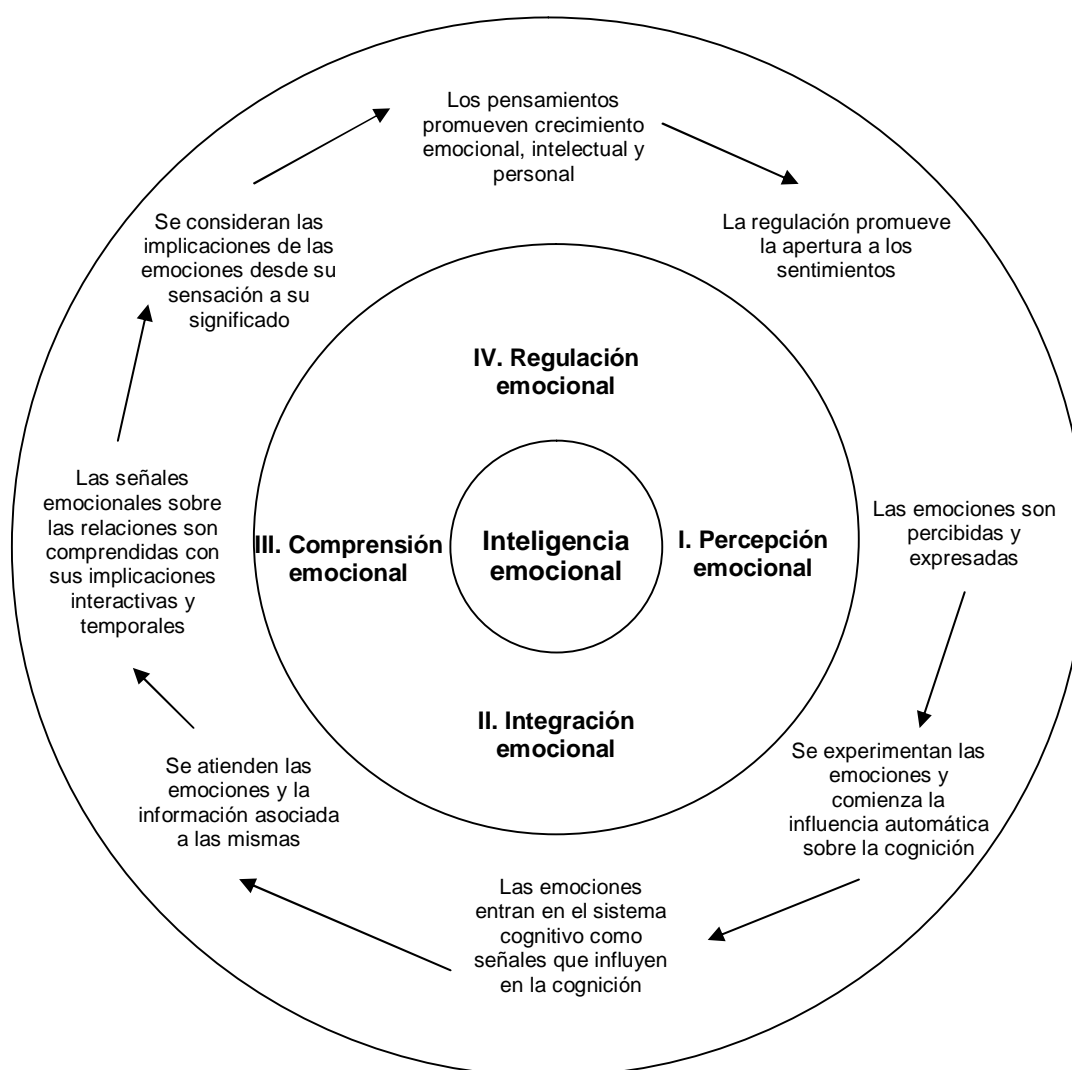 Los pensamientos
promueven crecimiento
emocional, intelectual y
personal
La regulación promueve
la apertura a los
sentimientos
Se consideran las
implicaciones de las
emociones desde su
sensación a su
significado
IV. Regulación
emocional
Las señales
emocionales sobre
las relaciones son
comprendidas con
sus implicaciones
interactivas y
temporales
III. Comprensión
emocional
Inteligencia
emocional
I. Percepción
emocional
Las emociones son
percibidas y
expresadas
II. Integración
emocional
Se atienden las
emociones y la
información asociada
a las mismas
Se experimentan las
emociones y
comienza la
influencia automática
sobre la cognición
Las emociones
entran en el sistema
cognitivo como
señales que influyen
en la cognición